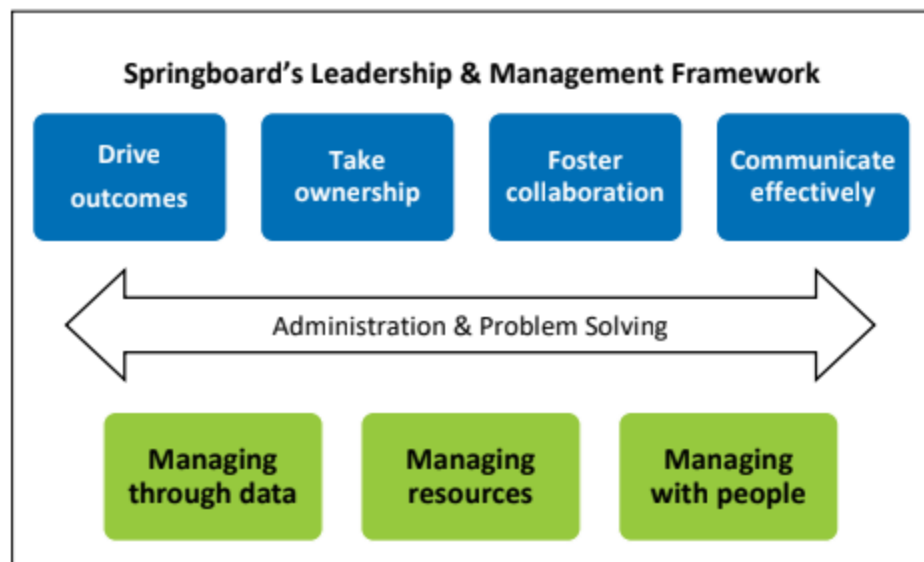 Springboard's Leadership & Management Framework
Drive
outcomes
Take
ownership
Foster
collaboration
Communicate
effectively
Administration & Problem Solving
Managing
through data
Managing
resources
Managing
with people